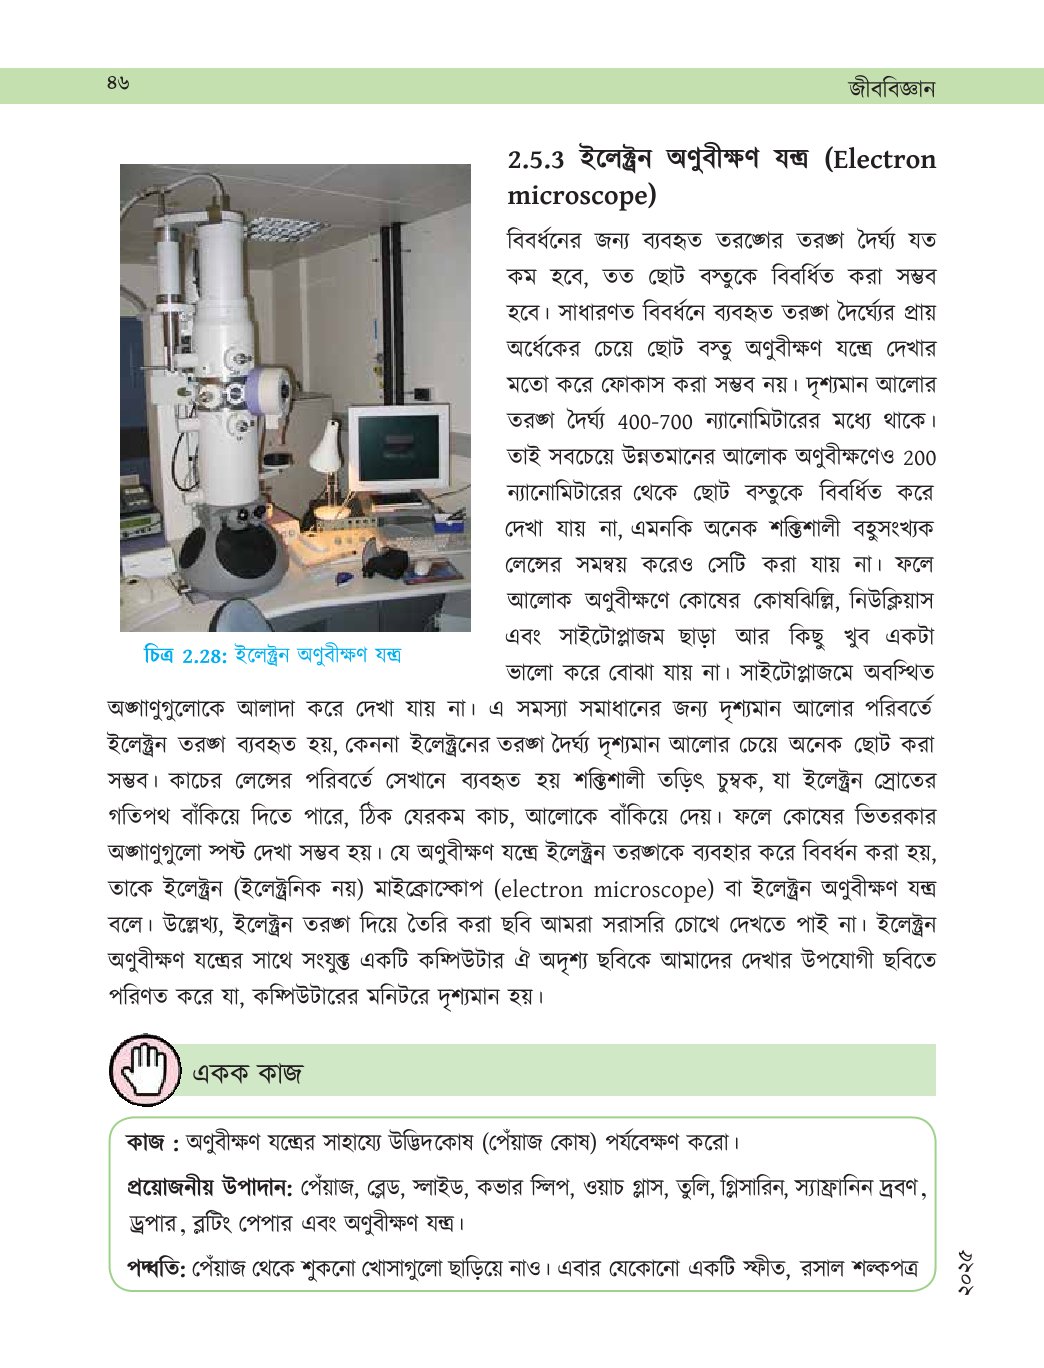 ৪৬
জীববিজ্ঞান
2.5.3 ইলেক্ট্রন অণুবীক্ষণ যন্ত্র (Electron
microscope)
বিবর্ধনের জন্য ব্যবহৃত তরঙ্গের তরঙ্গ দৈর্ঘ্য যত
কম হবে, তত ছোট বস্তুকে বিবর্ধিত করা সম্ভব
হবে। সাধারণত বিবর্ধনে ব্যবহৃত তরঙ্গ দৈর্ঘ্যের প্রায়
অর্ধেকের চেয়ে ছোট বস্তু অণুবীক্ষণ যন্ত্রে দেখার
মতো করে ফোকাস করা সম্ভব নয়। দৃশ্যমান আলোর
তরঙ্গ দৈর্ঘ্য 400-700 ন্যানোমিটারের মধ্যে থাকে।
তাই সবচেয়ে উন্নতমানের আলোক অণুবীক্ষণেও 200
ন্যানোমিটারের থেকে ছোট বস্তুকে বিবর্ধিত করে
দেখা যায় না, এমনকি অনেক শক্তিশালী বহুসংখ্যক
লেন্সের সমন্বয় করেও সেটি করা যায় না। ফলে
আলোক অণুবীক্ষণে কোষের কোষঝিল্লি, নিউক্লিয়াস
এবং সাইটোপ্লাজম ছাড়া আর কিছু খুব একটা
ভালো করে বোঝা যায় না। সাইটোপ্লাজমে অবস্থিত
চিত্র 2.28: ইলেক্ট্রন অণুবীক্ষণ যন্ত্র
অঙ্গাণুগুলোকে আলাদা করে দেখা যায় না। এ সমস্যা সমাধানের জন্য দৃশ্যমান আলোর পরিবর্তে
ইলেক্ট্রন তরঙ্গ ব্যবহৃত হয়, কেননা ইলেক্ট্রনের তরঙ্গ দৈর্ঘ্য দৃশ্যমান আলোর চেয়ে অনেক ছোট করা
সম্ভব। কাচের লেন্সের পরিবর্তে সেখানে ব্যবহৃত হয় শক্তিশালী তড়িৎ চুম্বক, যা ইলেক্ট্রন স্রোতের
গতিপথ বাঁকিয়ে দিতে পারে, ঠিক যেরকম কাচ, আলোকে বাঁকিয়ে দেয়। ফলে কোষের ভিতরকার
অঙ্গাণুগুলো স্পষ্ট দেখা সম্ভব হয়। যে অণুবীক্ষণ যন্ত্রে ইলেক্ট্রন তরঙ্গকে ব্যবহার করে বিবর্ধন করা হয়,
তাকে ইলেক্ট্রন (ইলেক্ট্রনিক নয়) মাইক্রোস্কোপ (electron microscope) বা ইলেক্ট্রন অণুবীক্ষণ যন্ত্র
বলে। উল্লেখ্য, ইলেক্ট্রন তরঙ্গ দিয়ে তৈরি করা ছবি আমরা সরাসরি চোখে দেখতে পাই না। ইলেক্ট্রন
অণুবীক্ষণ যন্ত্রের সাথে সংযুক্ত একটি কম্পিউটার ঐ অদৃশ্য ছবিকে আমাদের দেখার উপযোগী ছবিতে
পরিণত করে যা, কম্পিউটারের মনিটরে দৃশ্যমান হয়।
একক কাজ
কাজ : অণুবীক্ষণ যন্ত্রের সাহায্যে উদ্ভিদকোষ (পেঁয়াজ কোষ) পর্যবেক্ষণ করো।
প্রয়োজনীয় উপাদান: পেঁয়াজ, ব্লেড, স্লাইড, কভার স্লিপ, ওয়াচ গ্লাস, তুলি, গ্লিসারিন, স্যাফ্রানিন দ্রবণ,
ড্রপার, ব্লটিং পেপার এবং অণুবীক্ষণ যন্ত্র।
পদ্ধতি: পেঁয়াজ থেকে শুকনো খোসাগুলো ছাড়িয়ে নাও। এবার যেকোনো একটি স্ফীত, রসাল শল্কপত্র
২০২৫